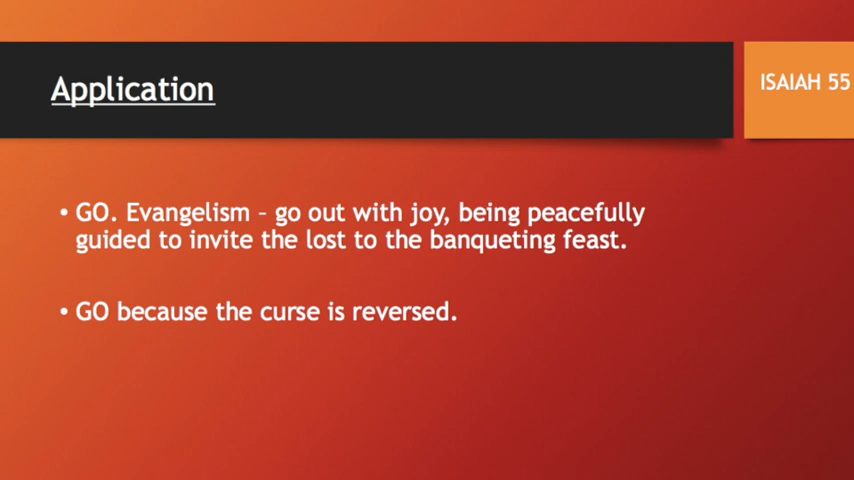 Application
ISAIAH 55
• GO. Evangelism – go out with joy, being peacefully
guided to invite the lost to the banqueting feast.
• GO because the curse is reversed.